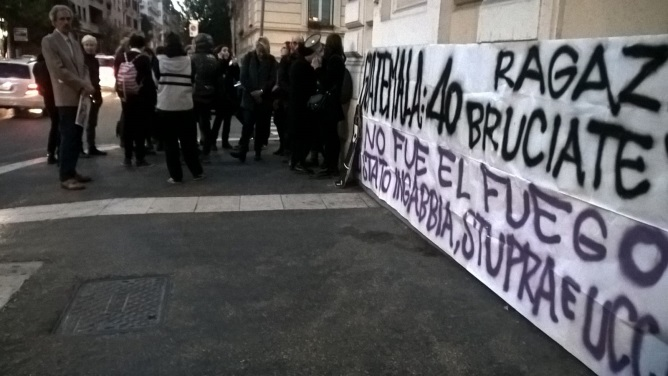 GUATEMALA: 40 RAGAZ
BRUCIATE
NO FUE EL FUEGO
STATO INGABBIA, STUPRA E UCC